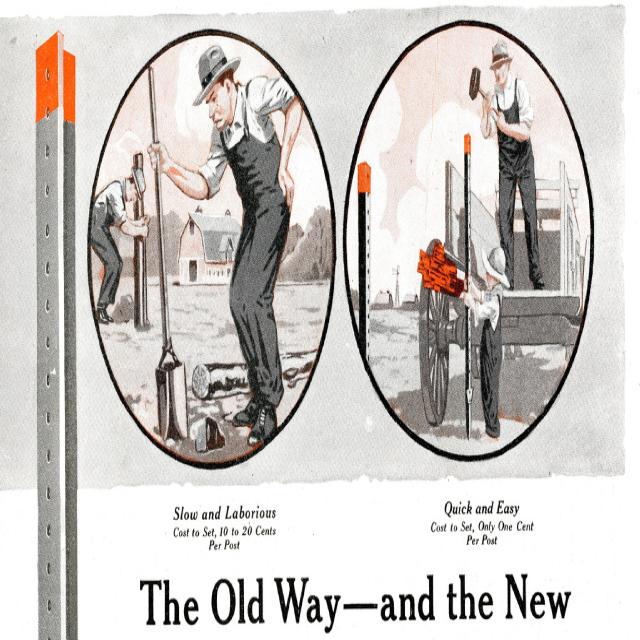 Slow and Laborious
Cost to Set, 10 to 20 Cents
Per Post
Quick and Easy
Cost to Set, Only One Cent
Per Post
The Old Way—and the New